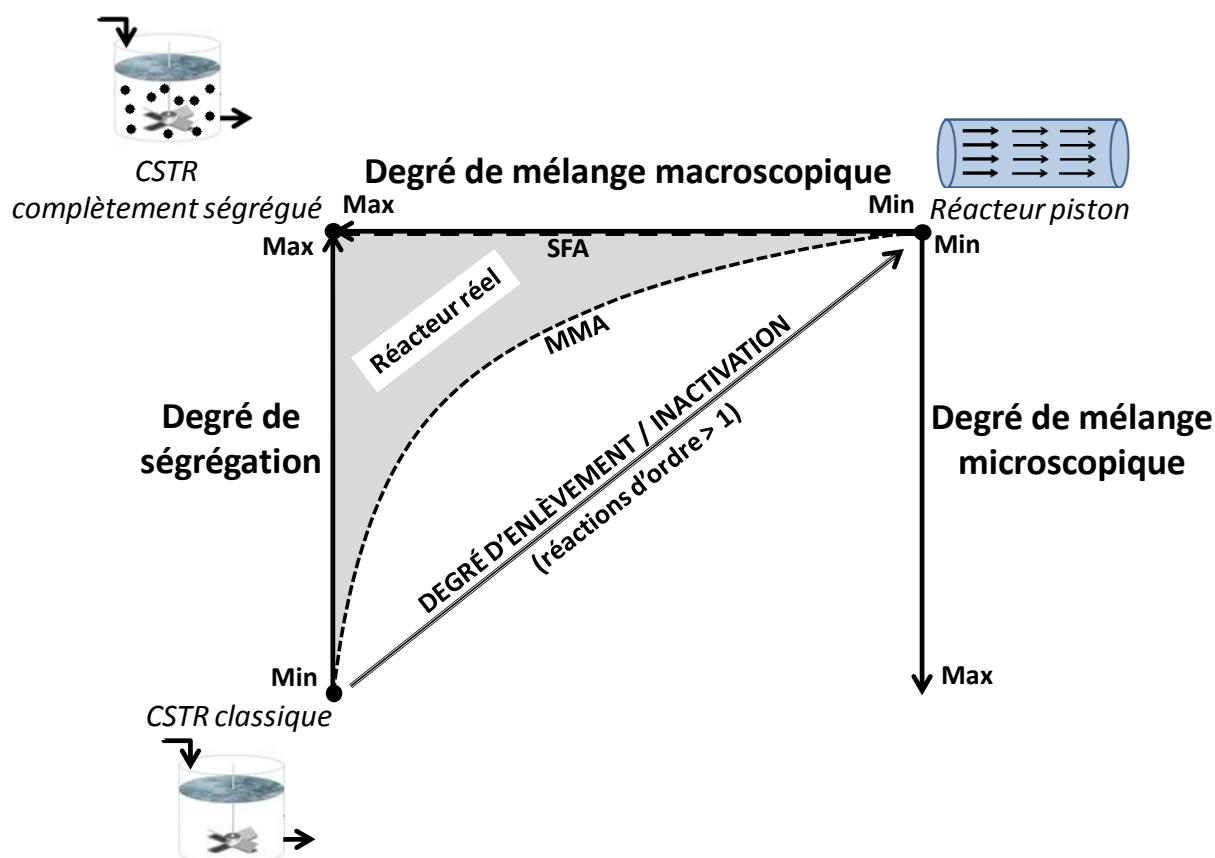 CSTR
complètement ségrégué
Degré de mélange macroscopique
Max
Min
Réacteur piston
Max
SFA
Min
Réacteur réel
MMA
DEGRÉ D'ENLÈVEMENT / INACTIVATION
(réactions d'ordre > 1)
Degré de
ségrégation
Degré de mélange
microscopique
Min
Max
CSTR classique